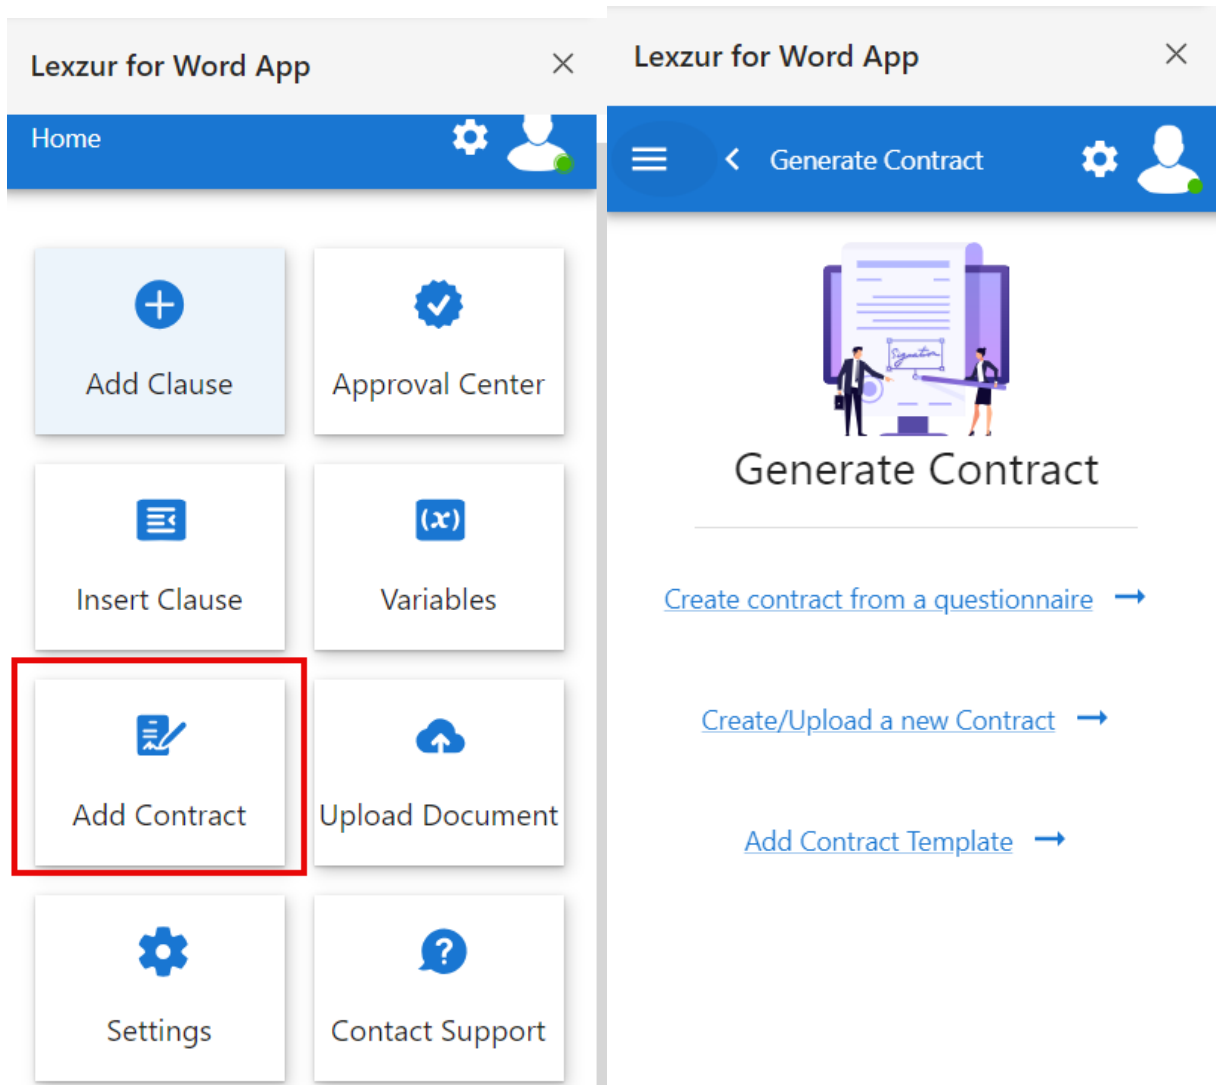 Lexzur for Word App
Home
Add Clause
Approval Center
Insert Clause
(x)
Variables
Add Contract
Upload Document
Settings
?
Contact Support
Lexzur for Word App
Generate Contract
Signator
Generate Contract
Create contract from a questionnaire
Create/Upload a new Contract
Add Contract Template